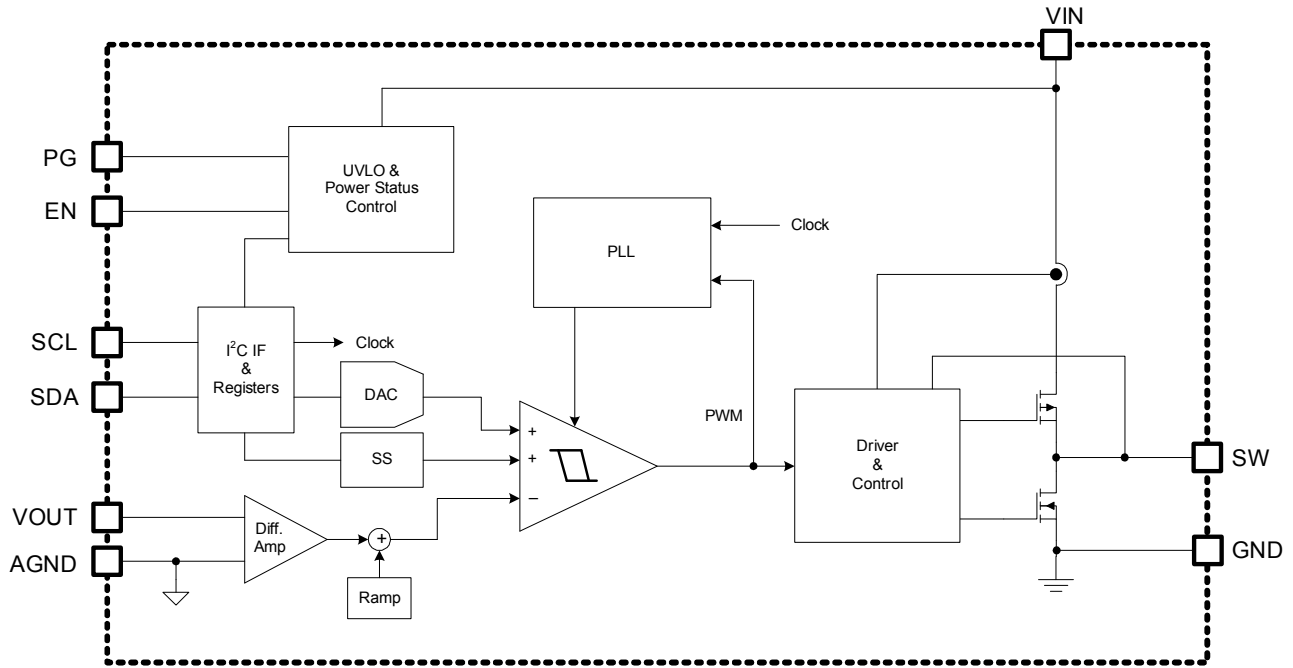 VIN
PG
EN
UVLO &
Power Status
Control
PLL
Clock
SCL
SDA
I²C IF
&
Registers
Clock
DAC
SS
+
+
–
PWM
Driver
&
Control
SW
VOUT
AGND
Diff.
Amp
+
Ramp
GND